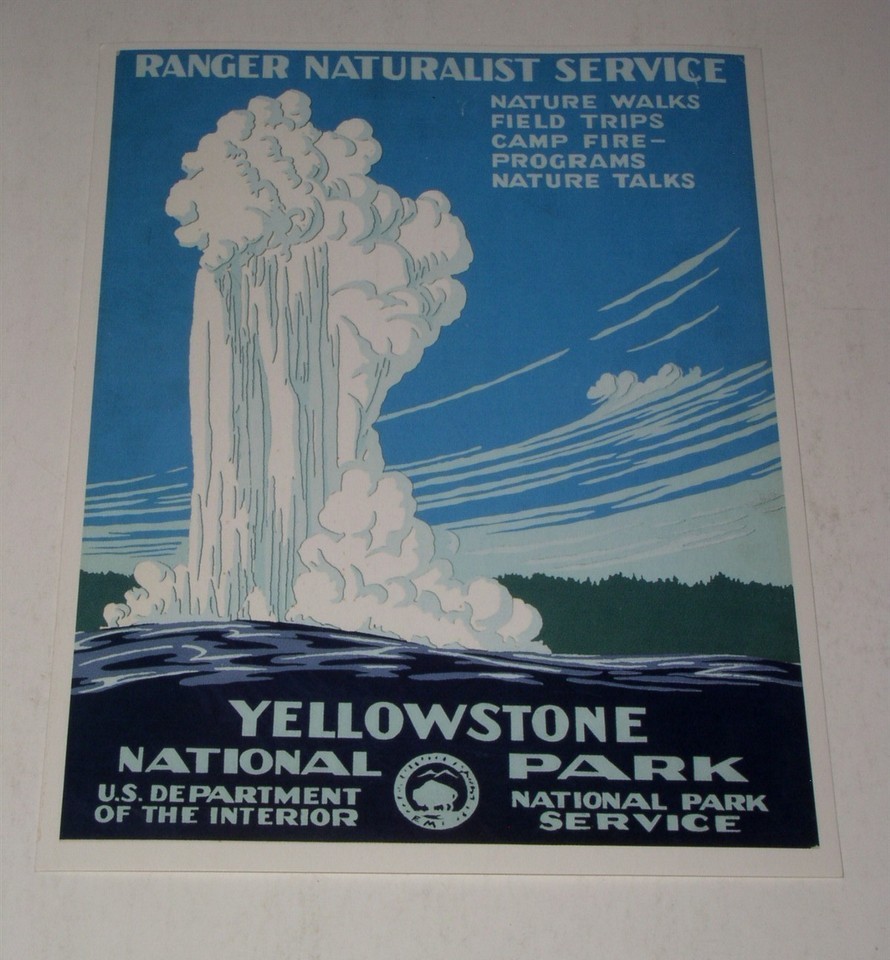 RANGER NATURALIST SERVICE
NATURE WALKS
FIELD TRIPS
CAMP FIRE—
PROGRAMS
NATURE TALKS
YELLOWSTONE
NATIONAL PARK
U.S. DEPARTMENT
OF THE INTERIOR
NATIONAL PARK
SERVICE